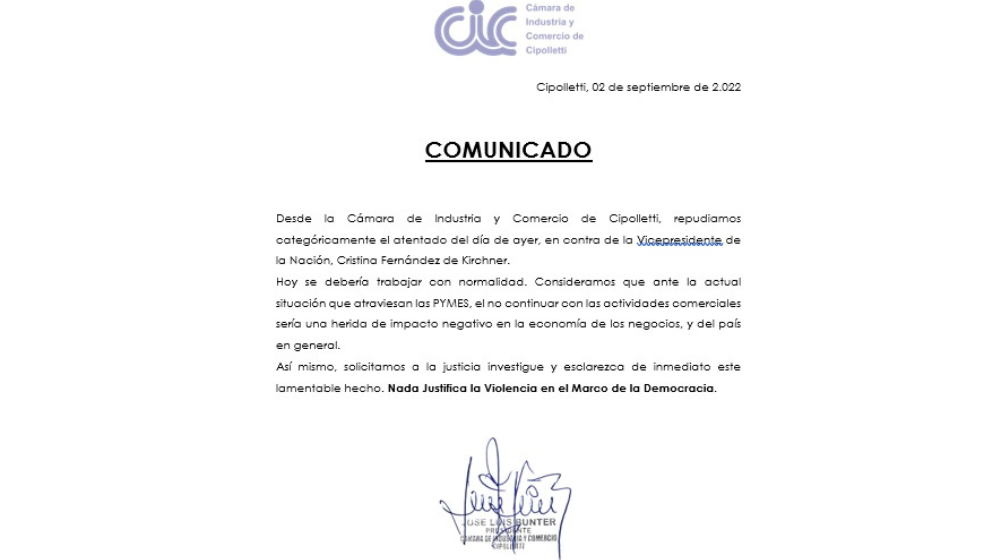 cic
Cámara de
Industria y
Comercio de
Cipolletti
Cipolletti, 02 de septiembre de 2.022
COMUNICADO
Desde la Cámara de Industria y Comercio de Cipolletti, repudiamos
categóricamente el atentado del día de ayer, en contra de la Vicepresidente de
la Nación, Cristina Fernández de Kirchner.
Hoy se debería trabajar con normalidad. Consideramos que ante la actual
situación que atraviesan las PYMES, el no continuar con las actividades comerciales
sería una herida de impacto negativo en la economía de los negocios, y del país
en general.
Así mismo, solicitamos a la justicia investigue y esclarezca de inmediato este
lamentable hecho. Nada Justifica la Violencia en el Marco de la Democracia.
JOSE LUIS BUNTER
PRESIDENTE
CÁMARA DE INDUSTRIA Y COMERCIO
CIPOLLETTI